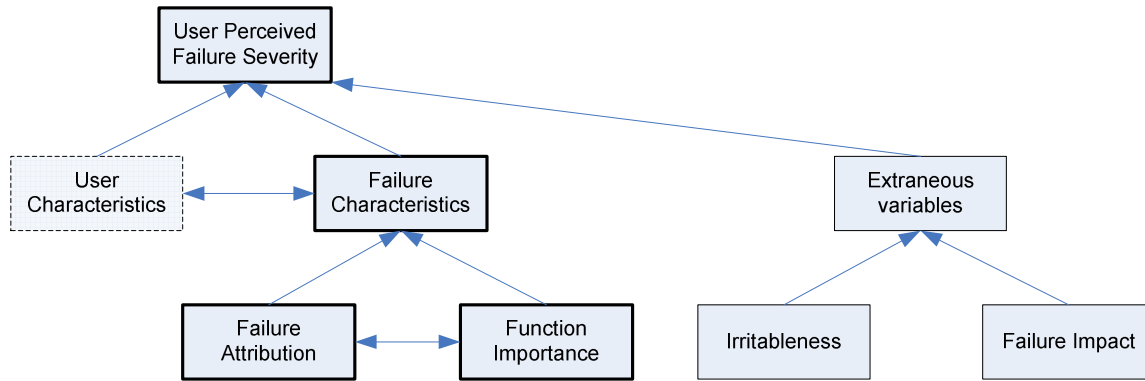 User Perceived
Failure Severity
User
Characteristics
Failure
Characteristics
Extraneous
variables
Failure
Attribution
Function
Importance
Irritableness
Failure Impact